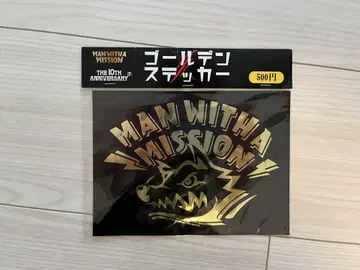 MAN WITH A
MISSION
THE 10TH
ANNIVERSARY
ゴールデン
ステッカー
500円
MAN WITH A
MISSION